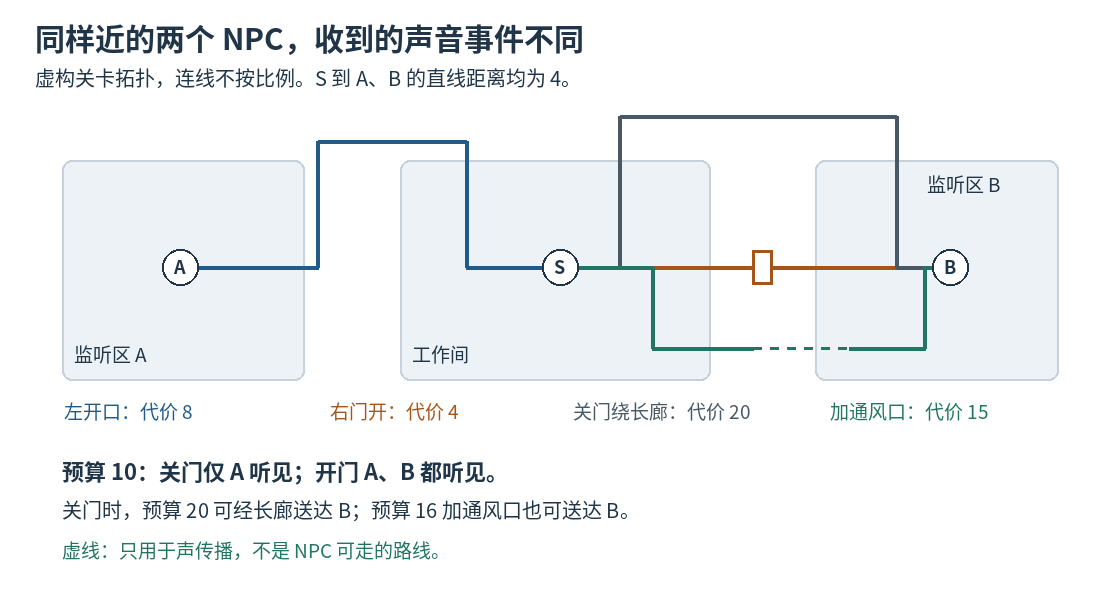 同样近的两个 NPC，收到的声音事件不同
虚构关卡拓扑，连线不按比例。S 到 A、B 的直线距离均为 4。
监听区 B
A
S
B
监听区 A
工作间
左开口：代价 8
右门开：代价 4
关门绕长廊：代价 20
加通风口：代价 15
预算 10：关门仅 A 听见；开门 A、B 都听见。
关门时，预算 20 可经长廊送达 B；预算 16 加通风口也可送达 B。
虚线：只用于声传播，不是 NPC 可走的路线。